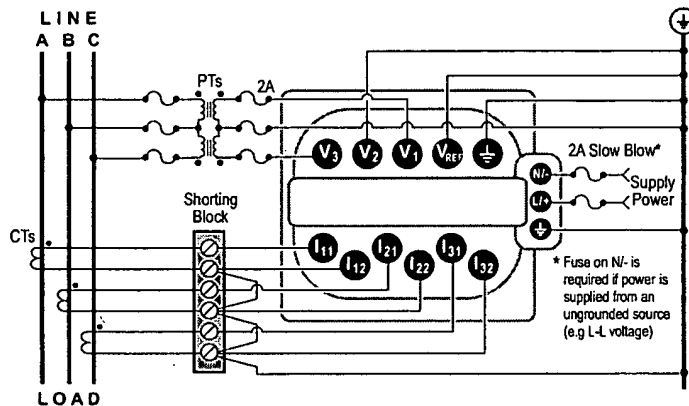 LINE
A B C
PTs
2A
V3 V2 V1 VREF
2A Slow Blow*
N/-
Supply
L/+
Power
Shorting
Block
CTs
I11 I21 I31
I12 I22 I32
* Fuse on N/- is
required if power is
supplied from an
ungrounded source
(e.g L-L voltage)
LOAD